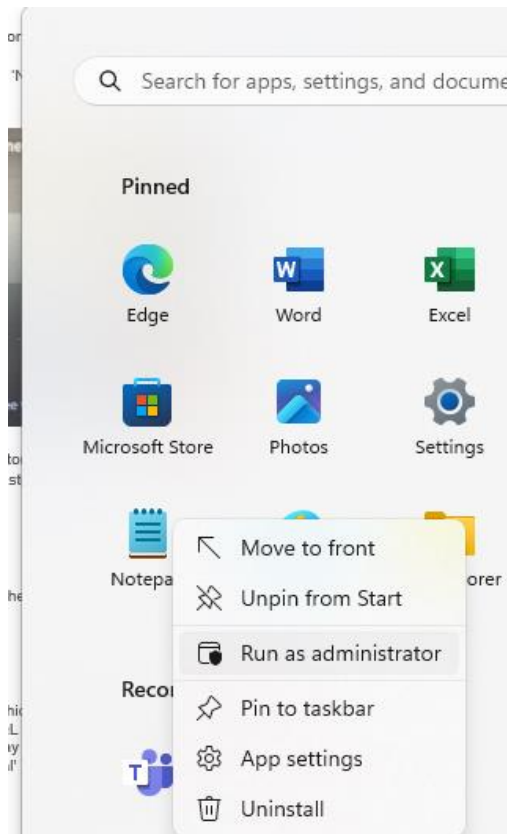 Search for apps, settings, and docume
Pinned
Edge Word Excel
Microsoft Store Photos Settings
Notepa orer
Move to front
Unpin from Start
Run as administrator
Recor
Pin to taskbar
App settings
Uninstall